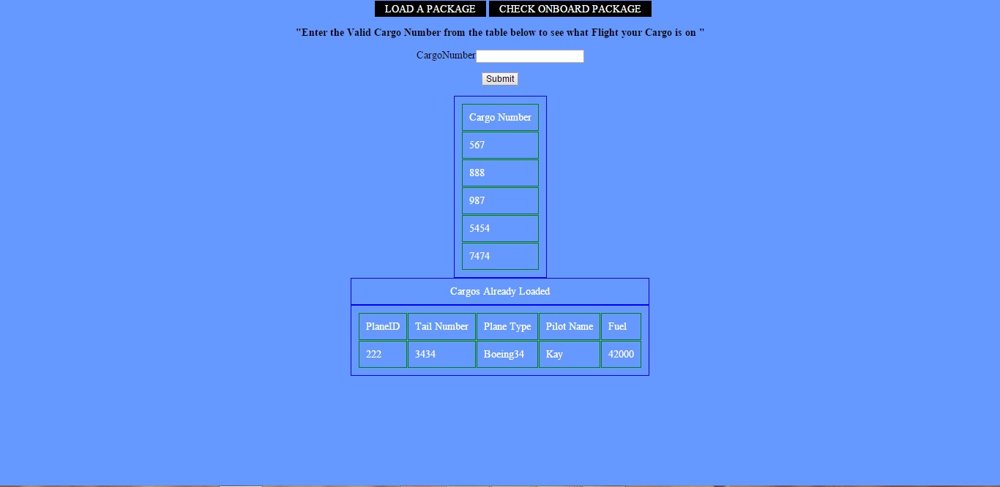 LOAD A PACKAGE CHECK ONBOARD PACKAGE
"Enter the Valid Cargo Number from the table below to see what Flight your Cargo is on "
CargoNumber
Submit
Cargo Number
567
888
987
5454
7474
Cargos Already Loaded
PlaneID Tail Number Plane Type Pilot Name Fuel
222 3434 Boeing34 Kay 42000